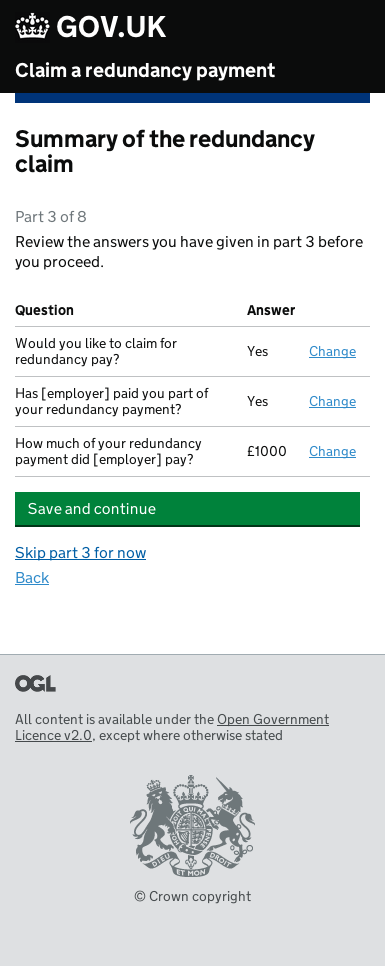 GOV.UK
Claim a redundancy payment
Summary of the redundancy
claim
Part 3 of 8
Review the answers you have given in part 3 before
you proceed.
Question Answer
Would you like to claim for
redundancy pay? Yes Change
Has [employer] paid you part of
your redundancy payment? Yes Change
How much of your redundancy
payment did [employer] pay? £1000 Change
Save and continue
Skip part 3 for now
Back
OGL
All content is available under the Open Government
Licence v2.0, except where otherwise stated
DIEU ET MON DROIT
© Crown copyright